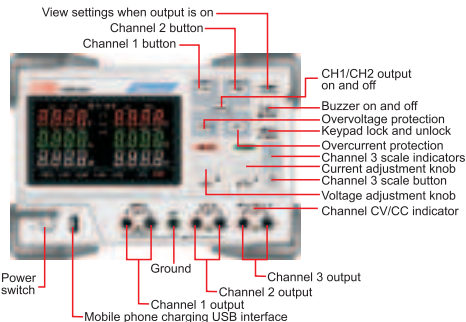 View settings when output is on
Channel 2 button
Channel 1 button
CH1/CH2 output
on and off
Buzzer on and off
Overvoltage protection
Keypad lock and unlock
Overcurrent protection
Channel 3 scale indicators
Current adjustment knob
Channel 3 scale button
Voltage adjustment knob
Channel CV/CC indicator
Ground
Channel 3 output
Power
switch
Channel 2 output
Channel 1 output
Mobile phone charging USB interface